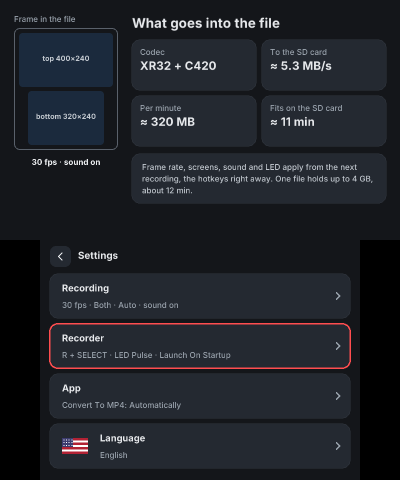 Frame in the file
top 400×240
bottom 320×240
30 fps · sound on
What goes into the file
Codec
XR32 + C420
To the SD card
≈ 5.3 MB/s
Per minute
≈ 320 MB
Fits on the SD card
≈ 11 min
Frame rate, screens, sound and LED apply from the next
recording, the hotkeys right away. One file holds up to 4 GB,
about 12 min.
Settings
Recording
30 fps · Both · Auto · sound on
Recorder
R + SELECT · LED Pulse · Launch On Startup
App
Convert To MP4: Automatically
Language
English